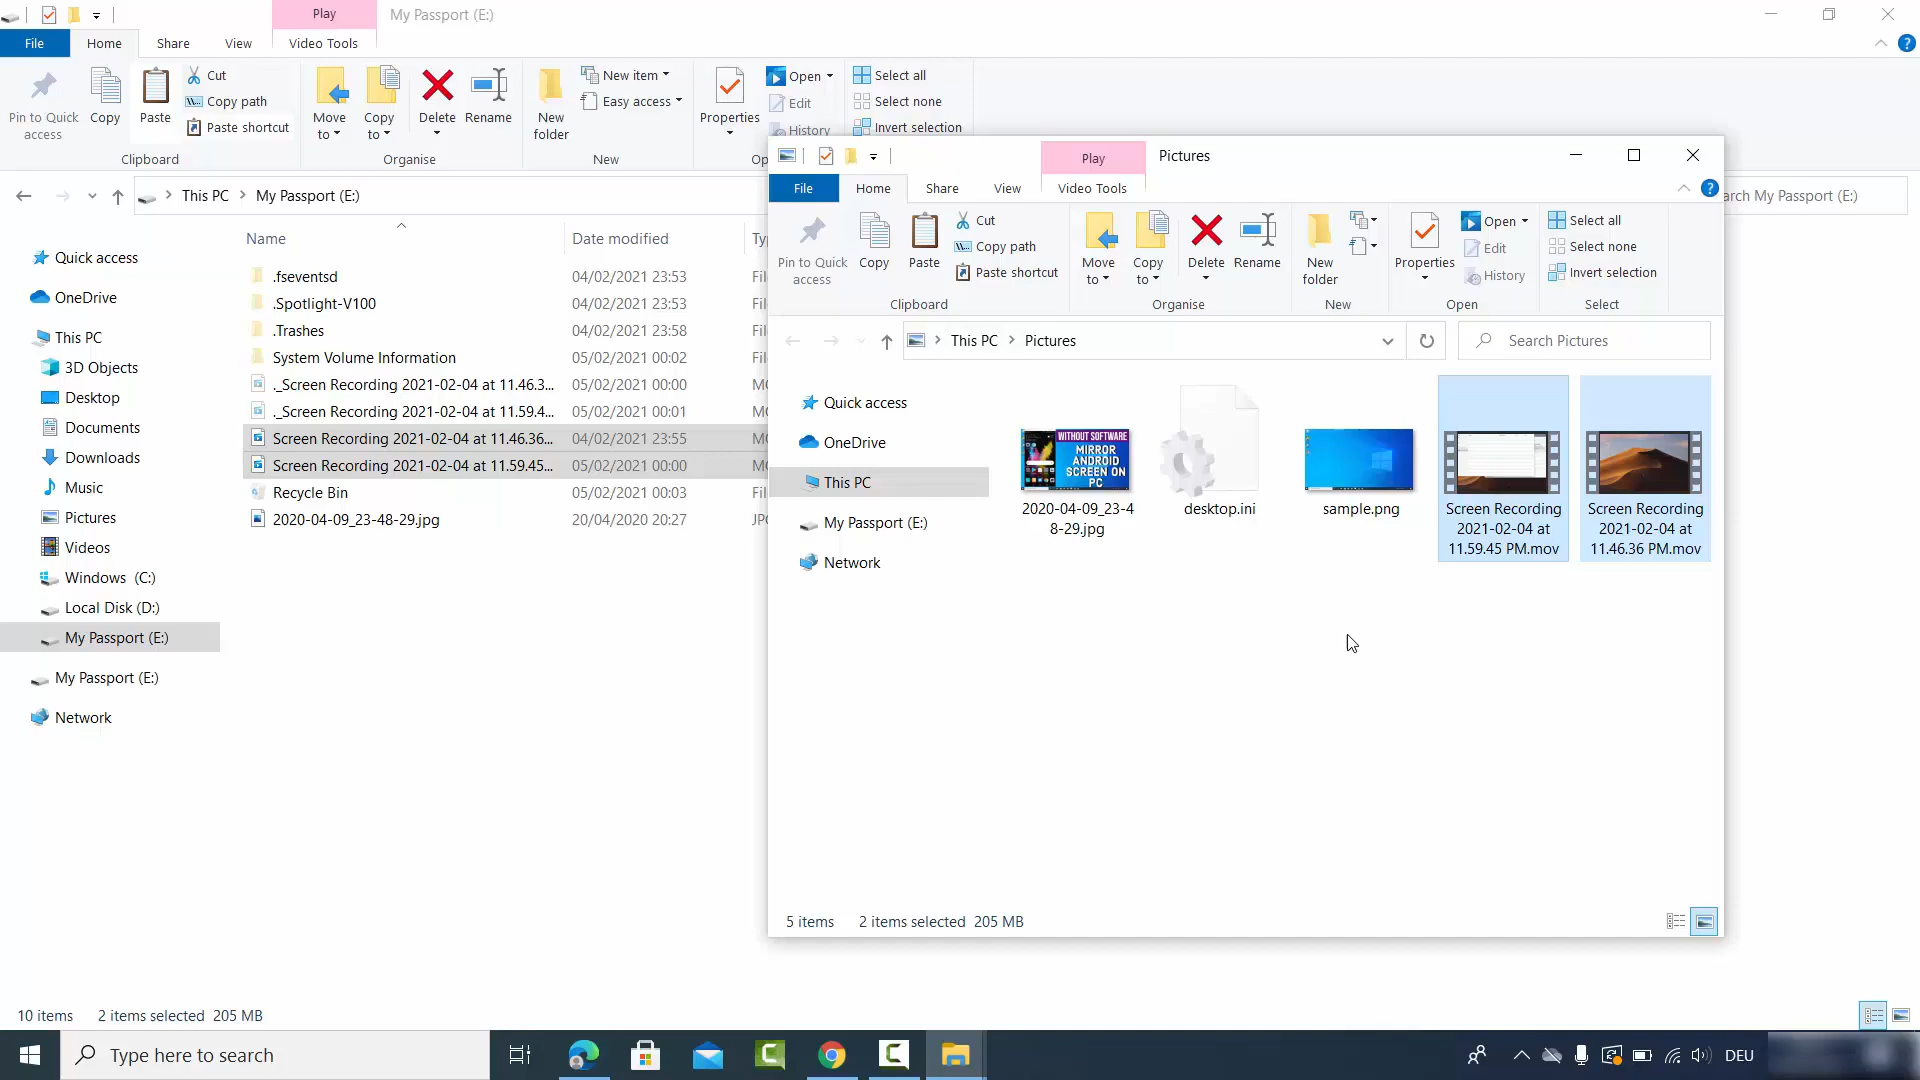 Play
My Passport (E:)
File
Home
Share
View
Video Tools
Pin to Quick
access
Copy
Paste
Cut
Copy path
Paste shortcut
Clipboard
Move
to
Copy
to
Delete
Rename
Organise
New
folder
New item
Easy access
New
Properties
Open
Edit
History
Op
Select all
Select none
Invert selection
This PC
My Passport (E:)
arch My Passport (E:)
Quick access
OneDrive
This PC
3D Objects
Desktop
Documents
Downloads
Music
Pictures
Videos
Windows (C:)
Local Disk (D:)
My Passport (E:)
My Passport (E:)
Network
Name
Date modified
Ty
.fseventsd 04/02/2021 23:53 Fil
.Spotlight-V100 04/02/2021 23:53 Fil
.Trashes 04/02/2021 23:58 Fil
System Volume Information 05/02/2021 00:02 Fil
._Screen Recording 2021-02-04 at 11.46.3... 05/02/2021 00:00 MC
._Screen Recording 2021-02-04 at 11.59.4... 05/02/2021 00:01 MC
Screen Recording 2021-02-04 at 11.46.36... 04/02/2021 23:55 MC
Screen Recording 2021-02-04 at 11.59.45... 05/02/2021 00:00 MC
Recycle Bin 05/02/2021 00:03 Fil
2020-04-09_23-48-29.jpg 20/04/2020 20:27 JPG
10 items 2 items selected 205 MB
Play
Pictures
File
Home
Share
View
Video Tools
Pin to Quick
access
Copy
Paste
Cut
Copy path
Paste shortcut
Clipboard
Move
to
Copy
to
Delete
Rename
Organise
New
folder
New
Properties
Open
Edit
History
Open
Select all
Select none
Invert selection
Select
This PC
Pictures
Search Pictures
Quick access
OneDrive
This PC
My Passport (E:)
Network
WITHOUT SOFTWARE
MIRROR
ANDROID
SCREEN ON
PC
2020-04-09_23-4
8-29.jpg
desktop.ini
sample.png
Screen Recording
2021-02-04 at
11.59.45 PM.mov
Screen Recording
2021-02-04 at
11.46.36 PM.mov
5 items 2 items selected 205 MB
Type here to search
DEU